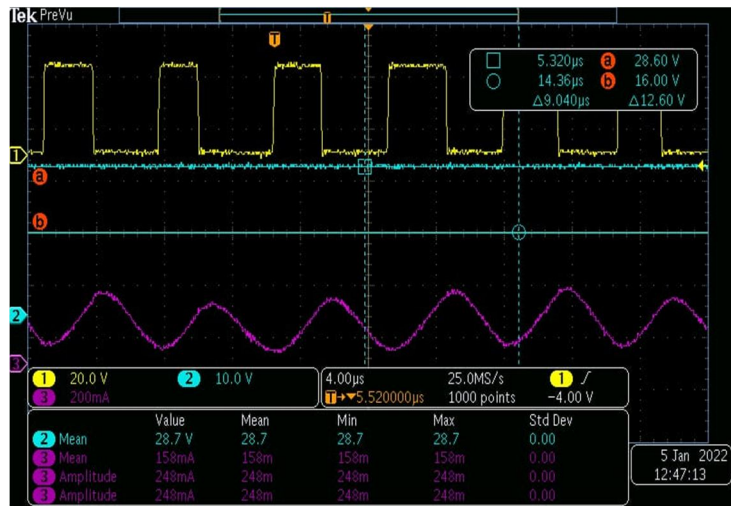 Tek PreVu
T
T
5.320µs a 28.60 V
14.36µs b 16.00 V
Δ9.040µs Δ12.60 V
1
a
b
2
3
1 20.0 V 2 10.0 V
3 200mA
4.00µs 25.0MS/s 1
T→▼5.520000µs 1000 points -4.00 V
Value Mean Min Max Std Dev
2 Mean 28.7 V 28.7 28.7 28.7 0.00
3 Mean 158mA 158m 158m 158m 0.00
3 Amplitude 248mA 248m 248m 248m 0.00
3 Amplitude 248mA 248m 248m 248m 0.00
5 Jan 2022
12:47:13